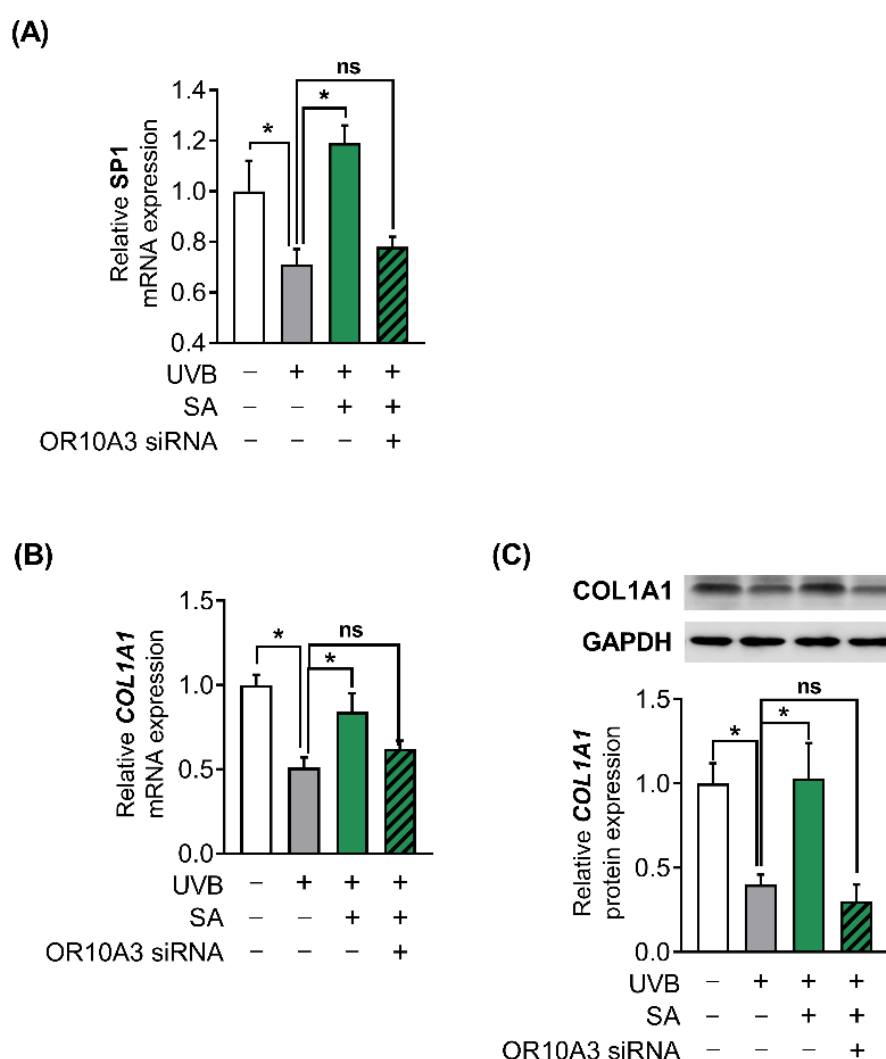 (A)
ns
*
*
1.4
1.2
1.0
0.8
0.6
0.4
Relative SP1
mRNA expression
UVB – + + +
SA – – + +
OR10A3 siRNA – – – +
(B)
ns
*
*
1.5
1.0
0.5
0.0
Relative COL1A1
mRNA expression
UVB – + + +
SA – – + +
OR10A3 siRNA – – – +
(C)
COL1A1
GAPDH
ns
*
*
1.5
1.0
0.5
0.0
Relative COL1A1
protein expression
UVB – + + +
SA – – + +
OR10A3 siRNA – – – +